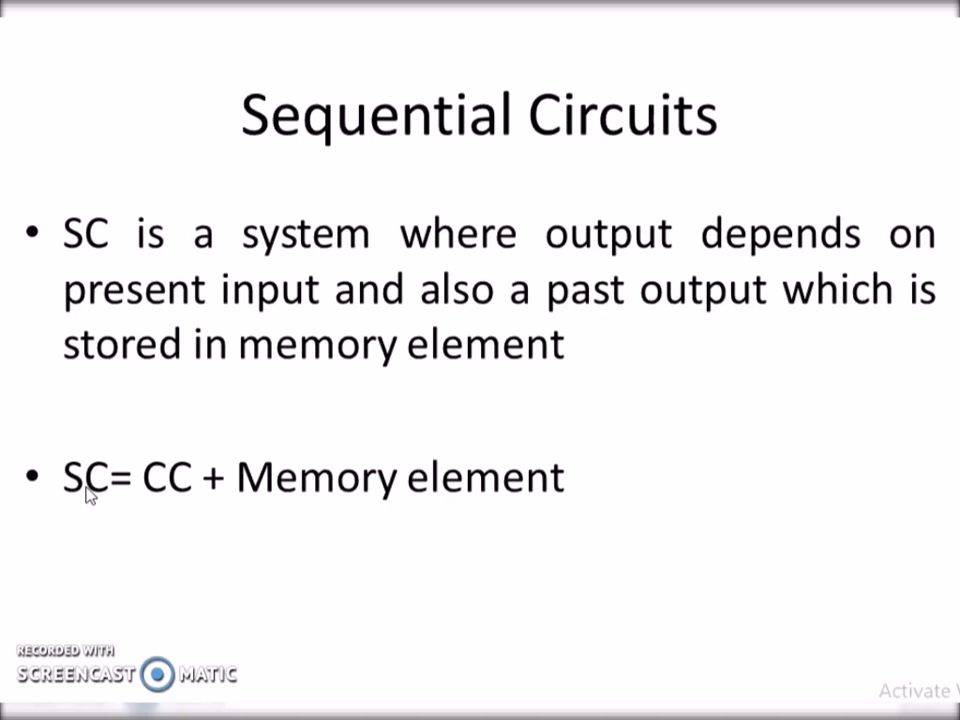 Sequential Circuits
• SC is a system where output depends on
present input and also a past output which is
stored in memory element
• SC= CC + Memory element
RECORDED WITH
SCREENCAST MATIC
Activate